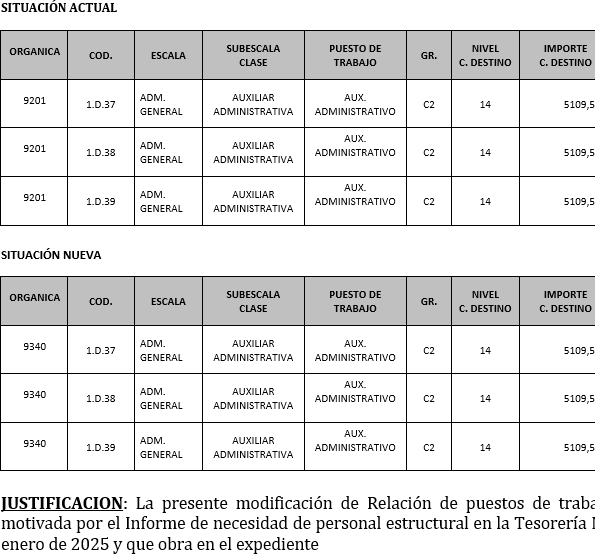 SITUACIÓN ACTUAL
ORGANICA COD. ESCALA SUBESCALA CLASE PUESTO DE TRABAJO GR. NIVEL C. DESTINO IMPORTE C. DESTINO
9201 1.D.37 ADM. GENERAL AUXILIAR ADMINISTRATIVA AUX. ADMINISTRATIVO C2 14 5109,5
9201 1.D.38 ADM. GENERAL AUXILIAR ADMINISTRATIVA AUX. ADMINISTRATIVO C2 14 5109,5
9201 1.D.39 ADM. GENERAL AUXILIAR ADMINISTRATIVA AUX. ADMINISTRATIVO C2 14 5109,5
SITUACIÓN NUEVA
ORGANICA COD. ESCALA SUBESCALA CLASE PUESTO DE TRABAJO GR. NIVEL C. DESTINO IMPORTE C. DESTINO
9340 1.D.37 ADM. GENERAL AUXILIAR ADMINISTRATIVA AUX. ADMINISTRATIVO C2 14 5109,5
9340 1.D.38 ADM. GENERAL AUXILIAR ADMINISTRATIVA AUX. ADMINISTRATIVO C2 14 5109,5
9340 1.D.39 ADM. GENERAL AUXILIAR ADMINISTRATIVA AUX. ADMINISTRATIVO C2 14 5109,5
JUSTIFICACION: La presente modificación de Relación de puestos de traba
motivada por el Informe de necesidad de personal estructural en la Tesorería
enero de 2025 y que obra en el expediente